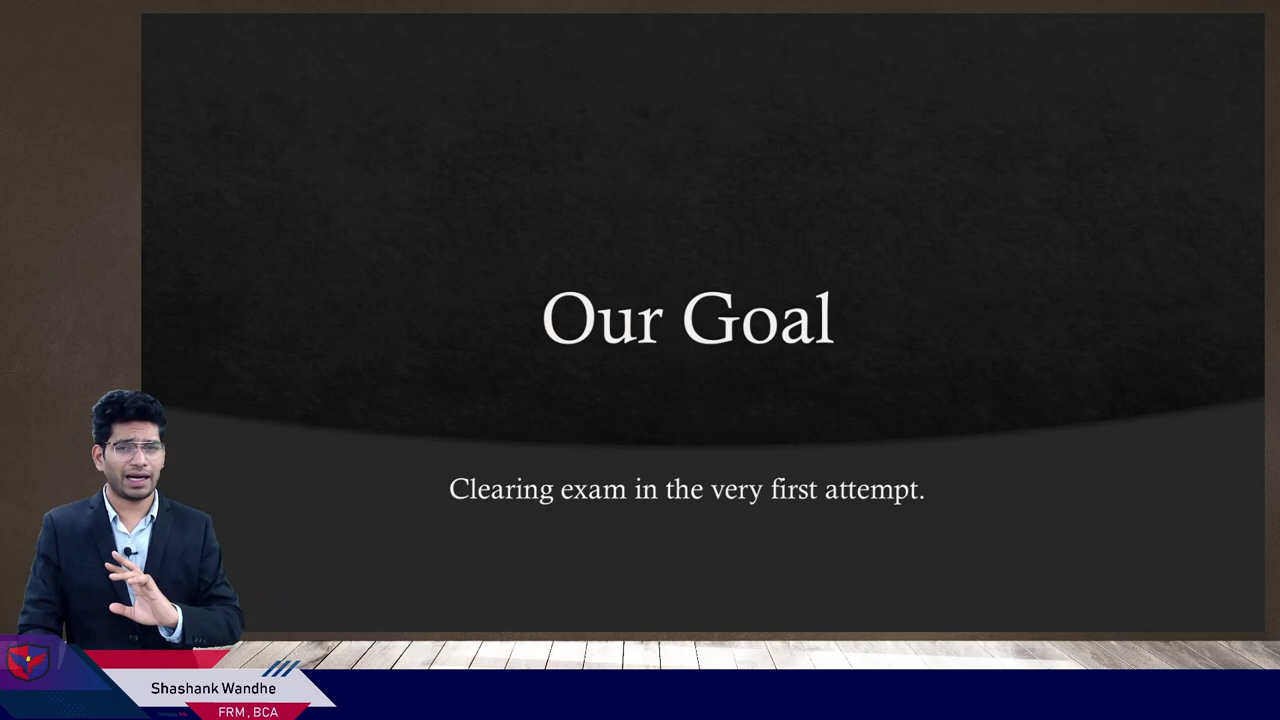 Our Goal
Clearing exam in the very first attempt.
Shashank Wandhe
FRM, BCA